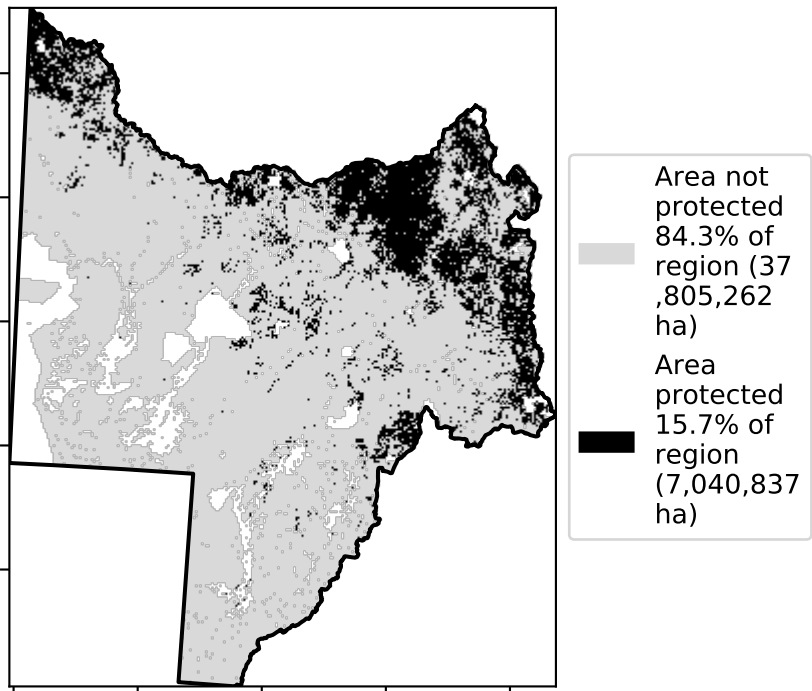 Area not
protected
84.3% of
region (37
,805,262
ha)
Area
protected
15.7% of
region
(7,040,837
ha)